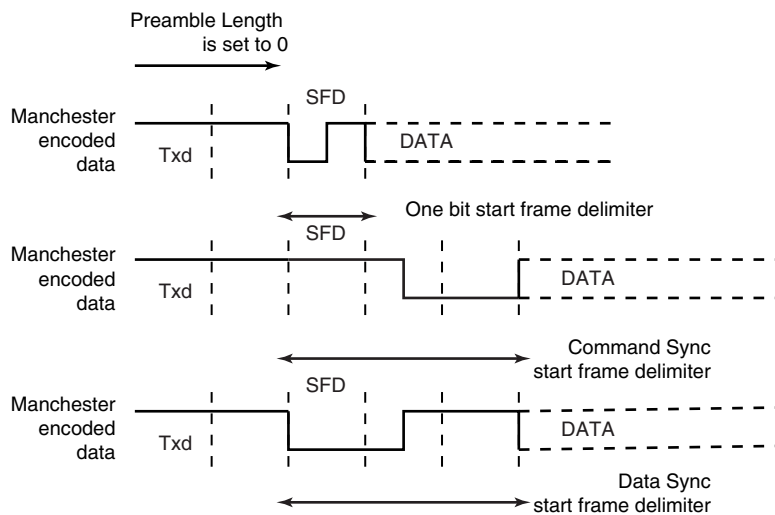 Preamble Length
is set to 0
SFD
Manchester
encoded
data
Txd
DATA
One bit start frame delimiter
SFD
Manchester
encoded
data
Txd
DATA
Command Sync
start frame delimiter
SFD
Manchester
encoded
data
Txd
DATA
Data Sync
start frame delimiter